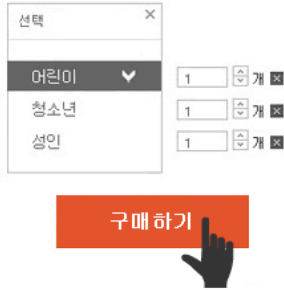 선택 ×
어린이 1 개 ×
청소년 1 개 ×
성인 1 개 ×
구매하기